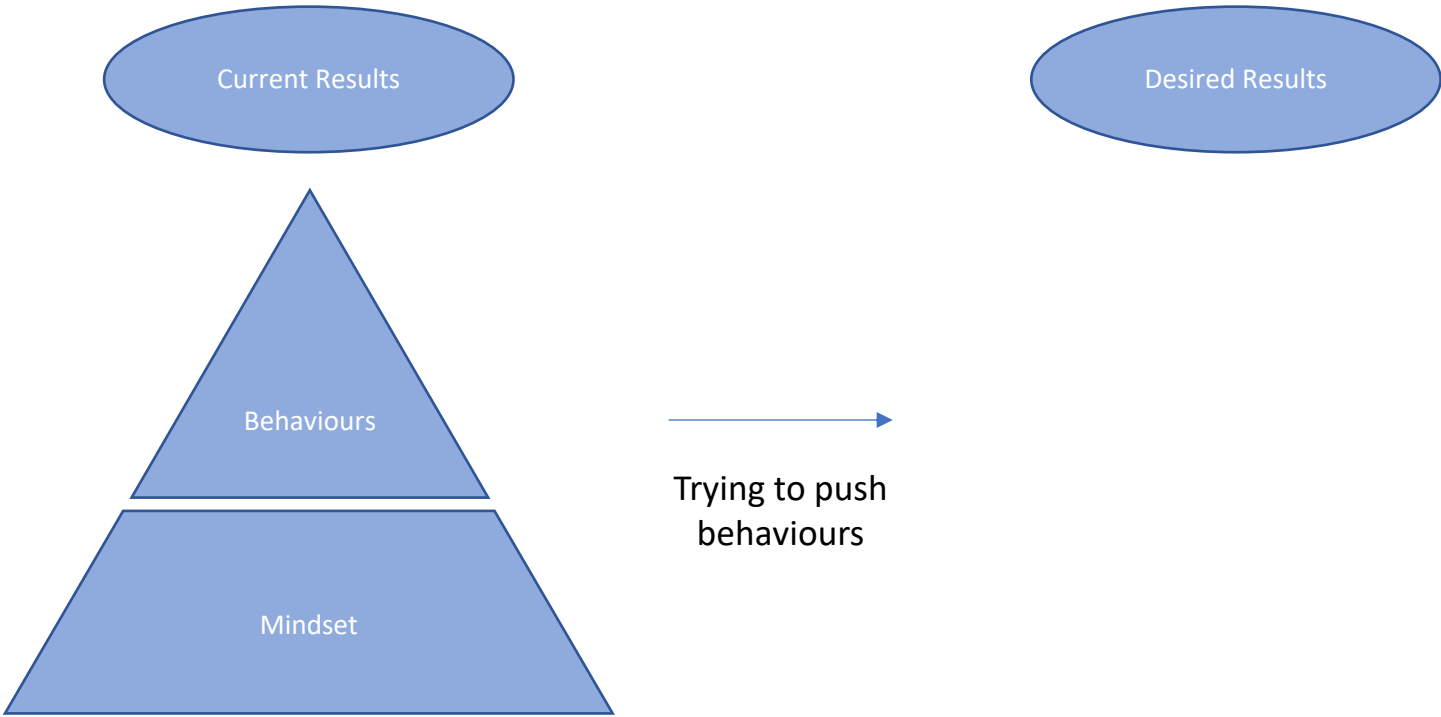 Current Results
Desired Results
Behaviours
Trying to push
behaviours
Mindset